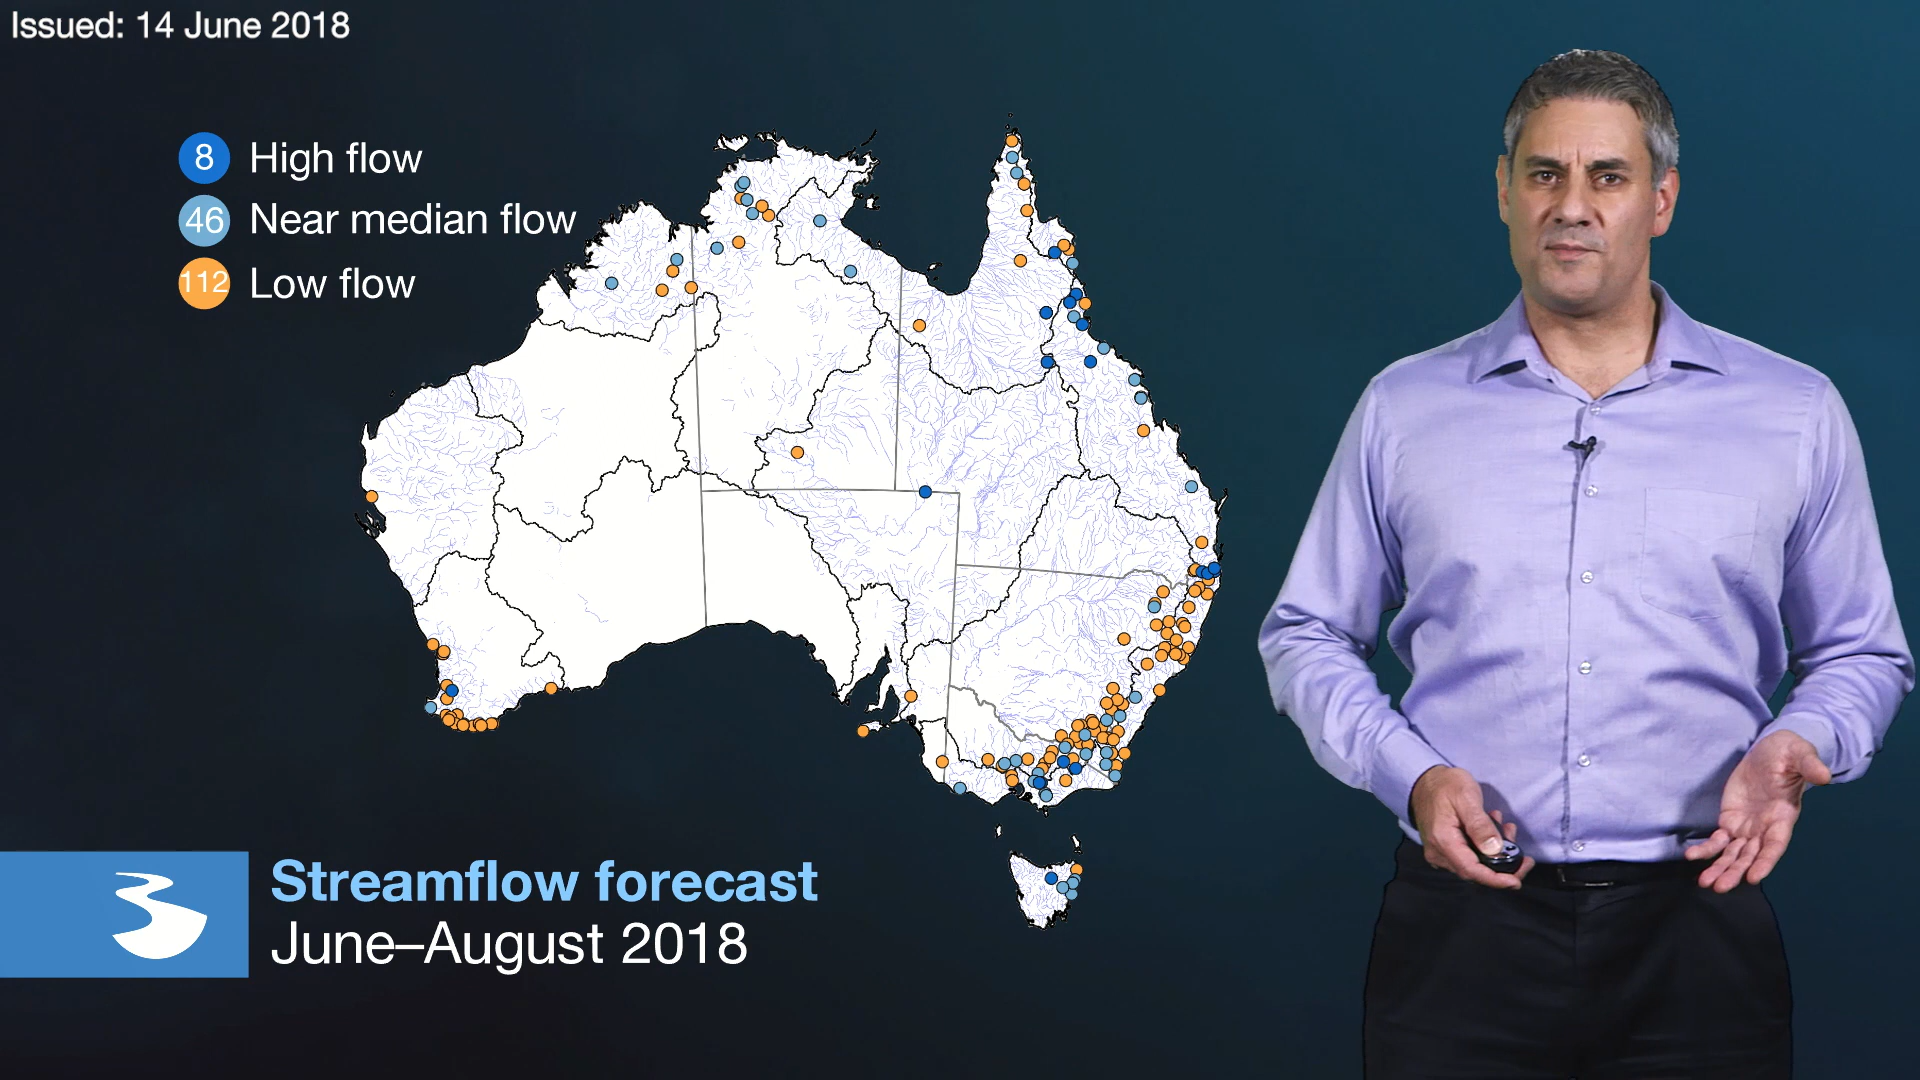 Issued: 14 June 2018
8 High flow
46 Near median flow
112 Low flow
Streamflow forecast
June–August 2018